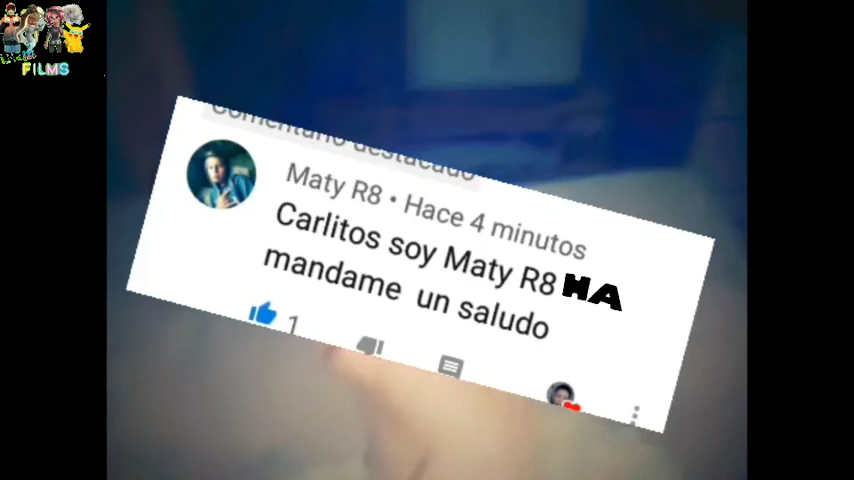 FILMS
Comentario destacado
Maty R8 • Hace 4 minutos
Carlitos soy Maty R8 HA
mandame un saludo
1